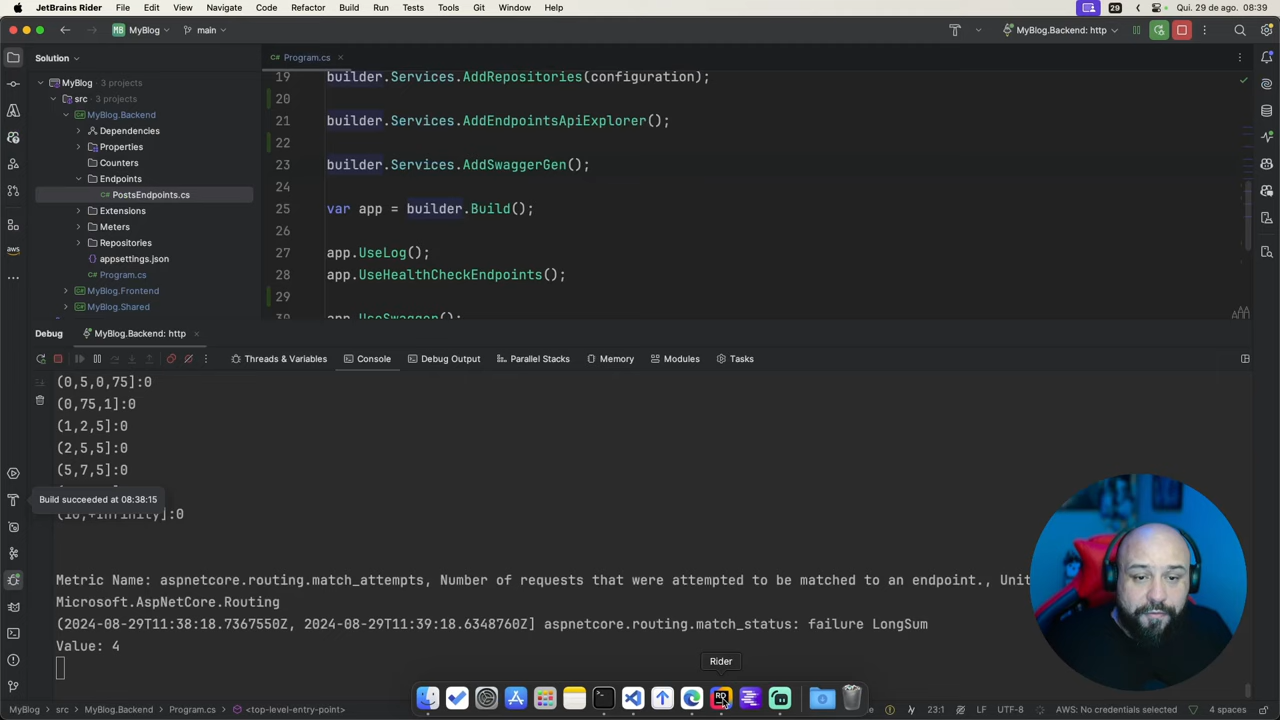 JetBrains Rider File Edit View Navigate Code Refactor Build Run Tests Tools Git Window Help 29 Qui. 29 de ago. 08:39
MB MyBlog main MyBlog.Backend: http
Solution
Program.cs
MyBlog 3 projects
src 3 projects
MyBlog.Backend
Dependencies
Properties
Counters
Endpoints
PostsEndpoints.cs
Extensions
Meters
Repositories
appsettings.json
Program.cs
MyBlog.Frontend
MyBlog.Shared
19 builder.Services.AddRepositories(configuration);
20
21 builder.Services.AddEndpointsApiExplorer();
22
23 builder.Services.AddSwaggerGen();
24
25 var app = builder.Build();
26
27 app.UseLog();
28 app.UseHealthCheckEndpoints();
29
30 app.UseSwagger();
Debug MyBlog.Backend: http
Threads & Variables Console Debug Output Parallel Stacks Memory Modules Tasks
(0,5,0,75]:0
(0,75,1]:0
(1,2,5]:0
(2,5,5]:0
(5,7,5]:0
Build succeeded at 08:38:15
(10,+Infinity]:0
Metric Name: aspnetcore.routing.match_attempts, Number of requests that were attempted to be matched to an endpoint., Unit
Microsoft.AspNetCore.Routing
(2024-08-29T11:38:18.7367550Z, 2024-08-29T11:39:18.6348760Z] aspnetcore.routing.match_status: failure LongSum
Value: 4
Rider
RD
MyBlog src MyBlog.Backend Program.cs <top-level-entry-point> 23:1 LF UTF-8 AWS: No credentials selected 4 spaces